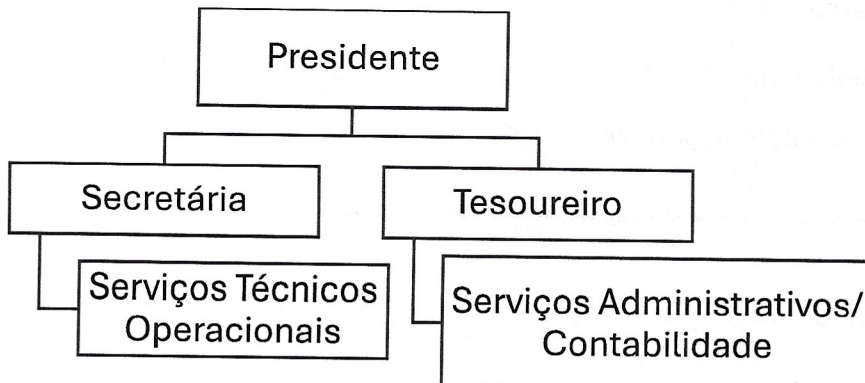 Presidente
Secretária
Tesoureiro
Serviços Técnicos
Operacionais
Serviços Administrativos/
Contabilidade